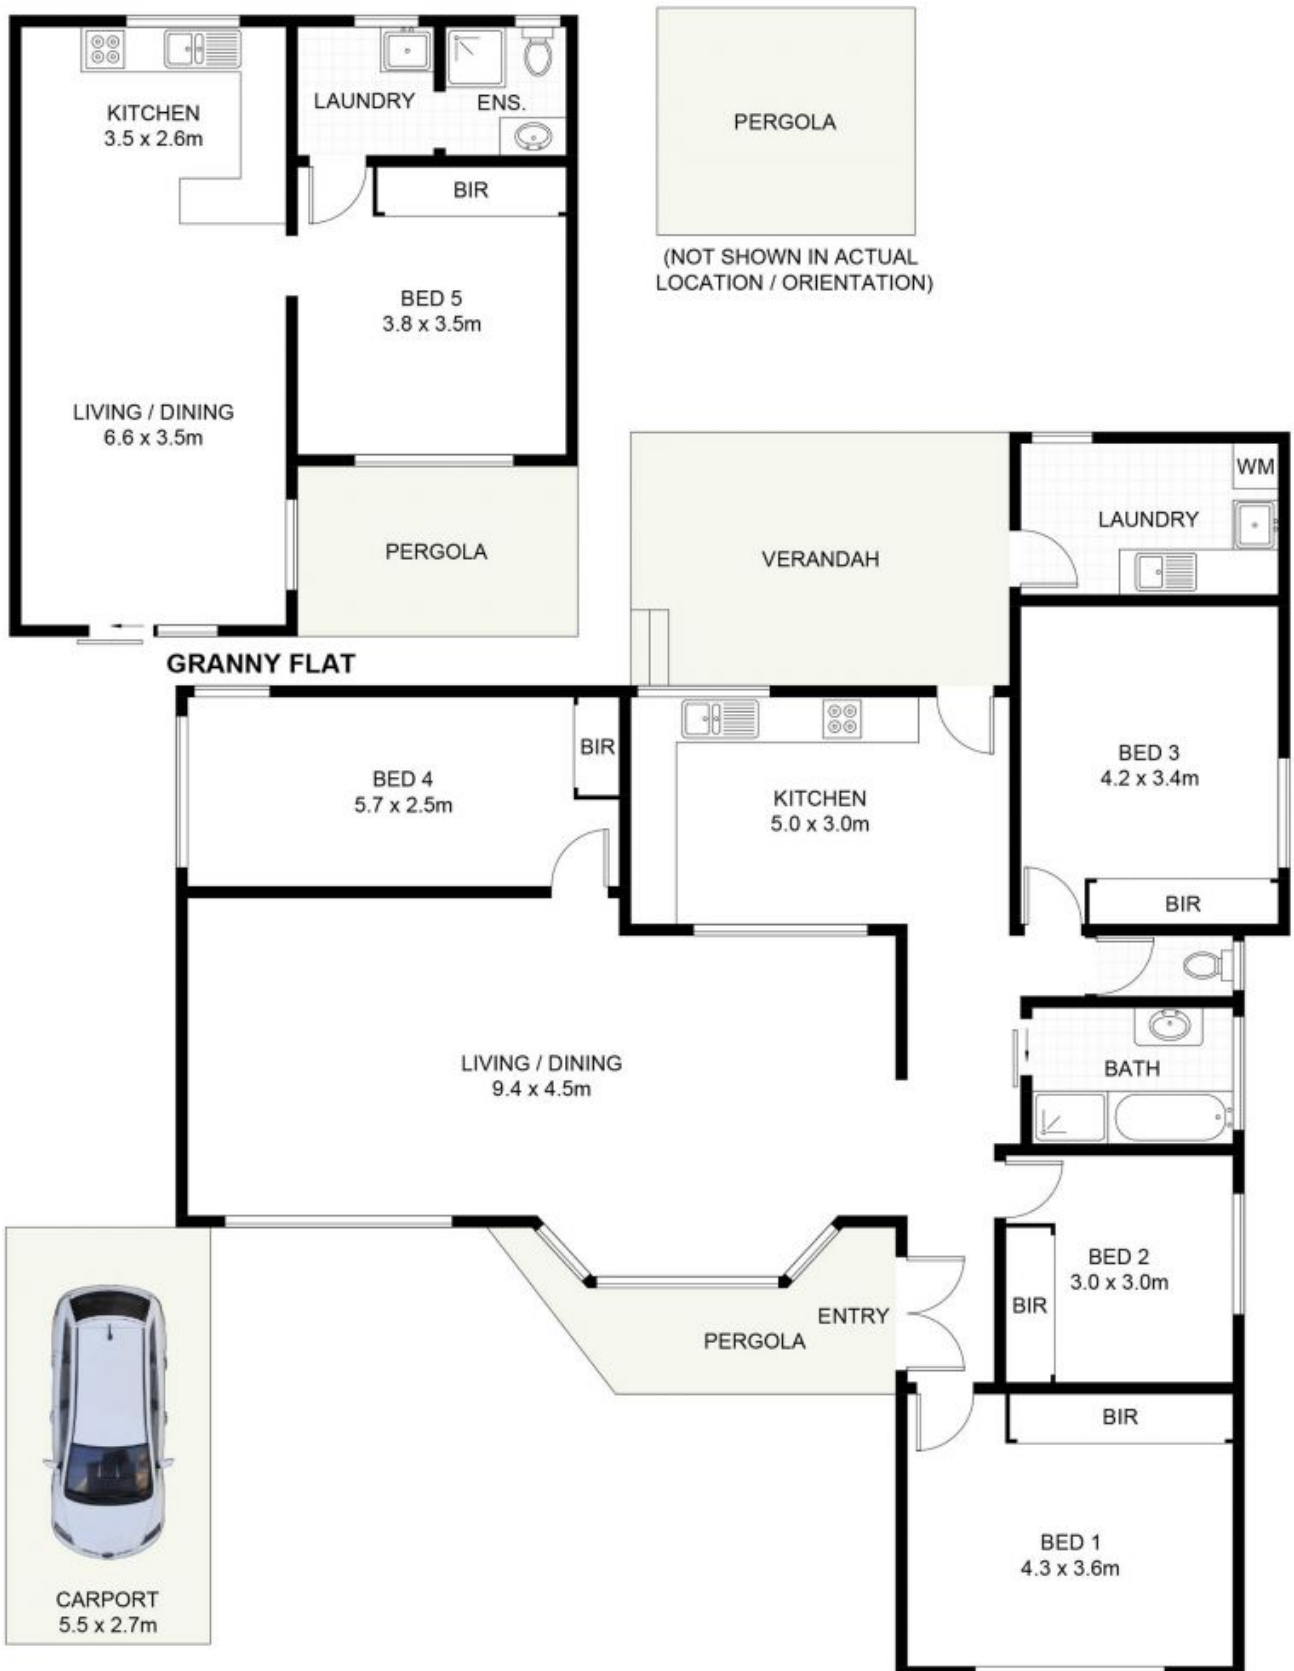 KITCHEN
3.5 x 2.6m
LAUNDRY
ENS.
PERGOLA
BIR
(NOT SHOWN IN ACTUAL
LOCATION / ORIENTATION)
BED 5
3.8 x 3.5m
LIVING / DINING
6.6 x 3.5m
PERGOLA
GRANNY FLAT
VERANDAH
WM
LAUNDRY
BED 4
5.7 x 2.5m
BIR
KITCHEN
5.0 x 3.0m
BED 3
4.2 x 3.4m
BIR
LIVING / DINING
9.4 x 4.5m
BATH
BED 2
3.0 x 3.0m
BIR
ENTRY
PERGOLA
BIR
BED 1
4.3 x 3.6m
CARPORT
5.5 x 2.7m